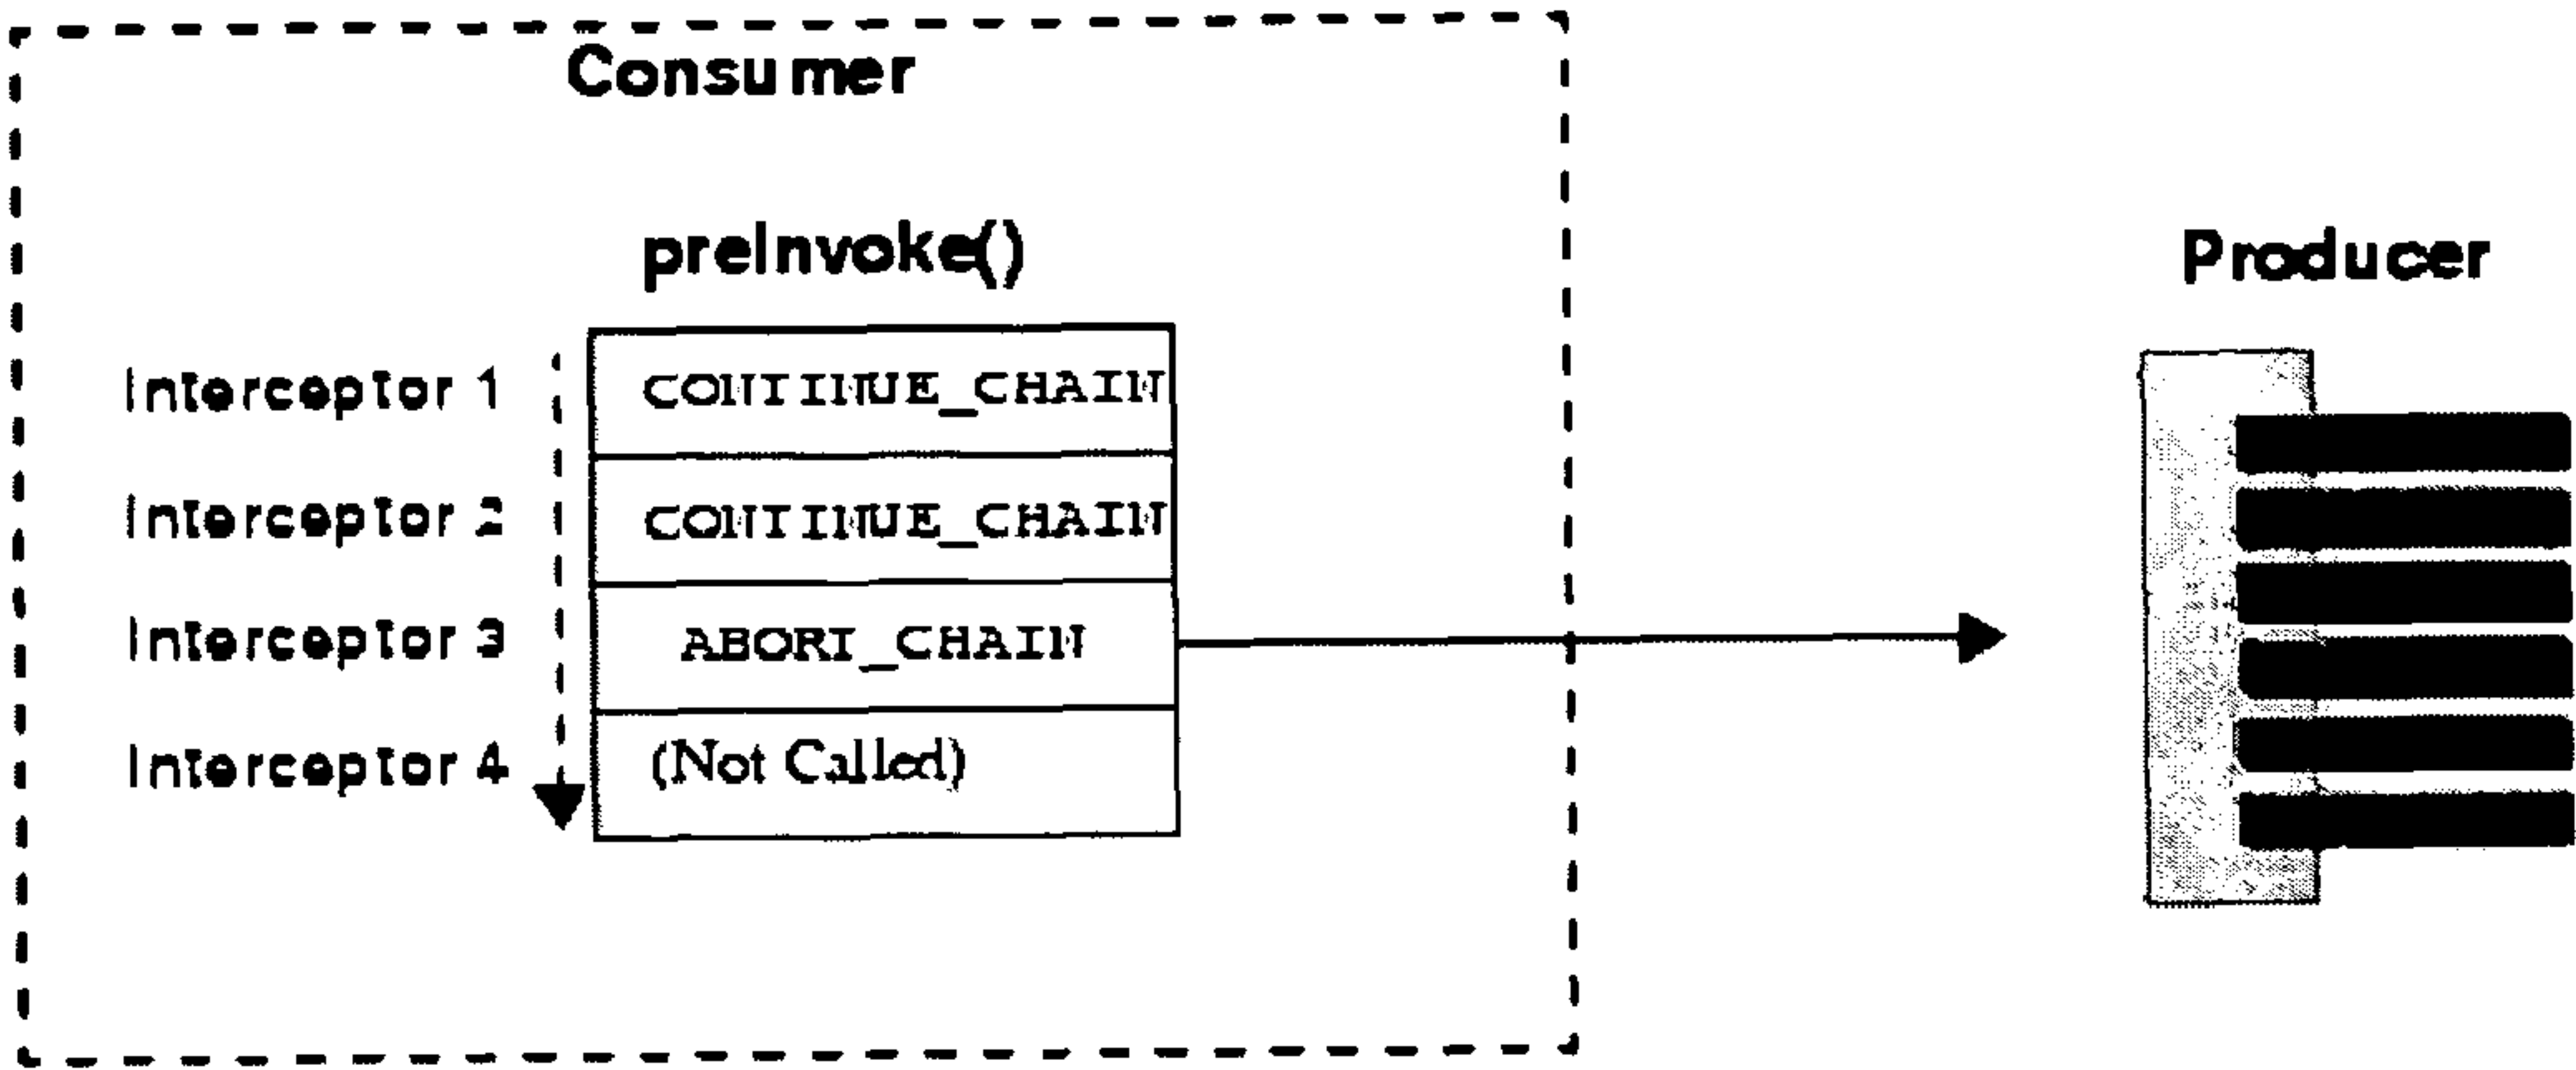 Consumer
preInvoke()
Producer
Interceptor 1 CONTINUE_CHAIN
Interceptor 2 CONTINUE_CHAIN
Interceptor 3 ABORT_CHAIN
Interceptor 4 (Not Called)